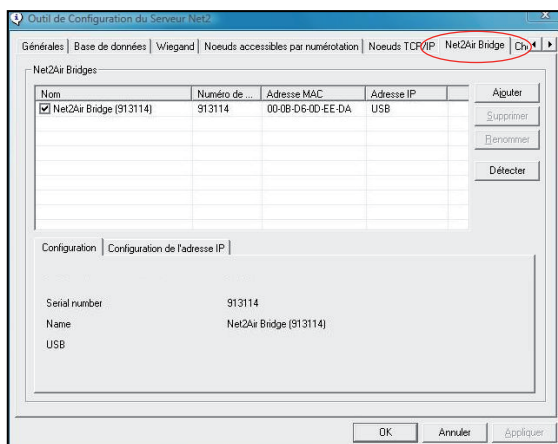 Outil de Configuration du Serveur Net2
Générales Base de données Wiegand Noeuds accessibles par numérotation Noeuds TCP/IP Net2Air Bridge
Net2Air Bridges
Nom Numéro de ... Adresse MAC Adresse IP
Net2Air Bridge (913114) 913114 00-0B-D6-0D-EE-DA USB
Ajouter
Supprimer
Renommer
Détecter
Configuration Configuration de l'adresse IP
Serial number 913114
Name Net2Air Bridge (913114)
USB
OK Annuler Appliquer